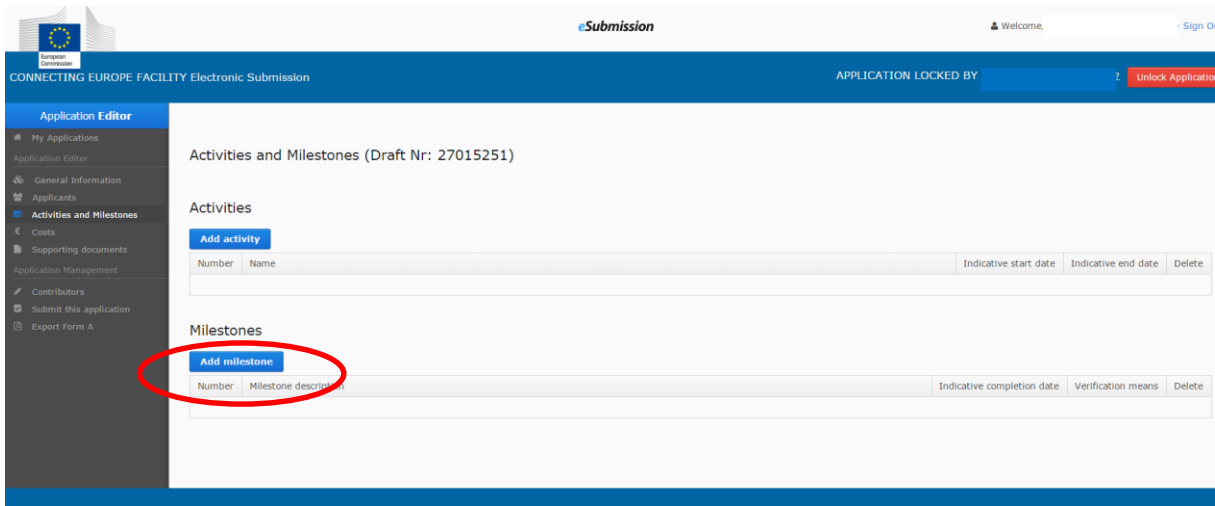 eSubmission
Welcome,
Sign Ou
European
Commission
CONNECTING EUROPE FACILITY Electronic Submission
APPLICATION LOCKED BY
2
Unlock Application
Application Editor
My Applications
Application Editor
General Information
Applicants
Activities and Milestones
Costs
Supporting documents
Application Management
Contributors
Submit this application
Export Form A
Activities and Milestones (Draft Nr: 27015251)
Activities
Add activity
Number Name Indicative start date Indicative end date Delete
Milestones
Add milestone
Number Milestone description Indicative completion date Verification means Delete